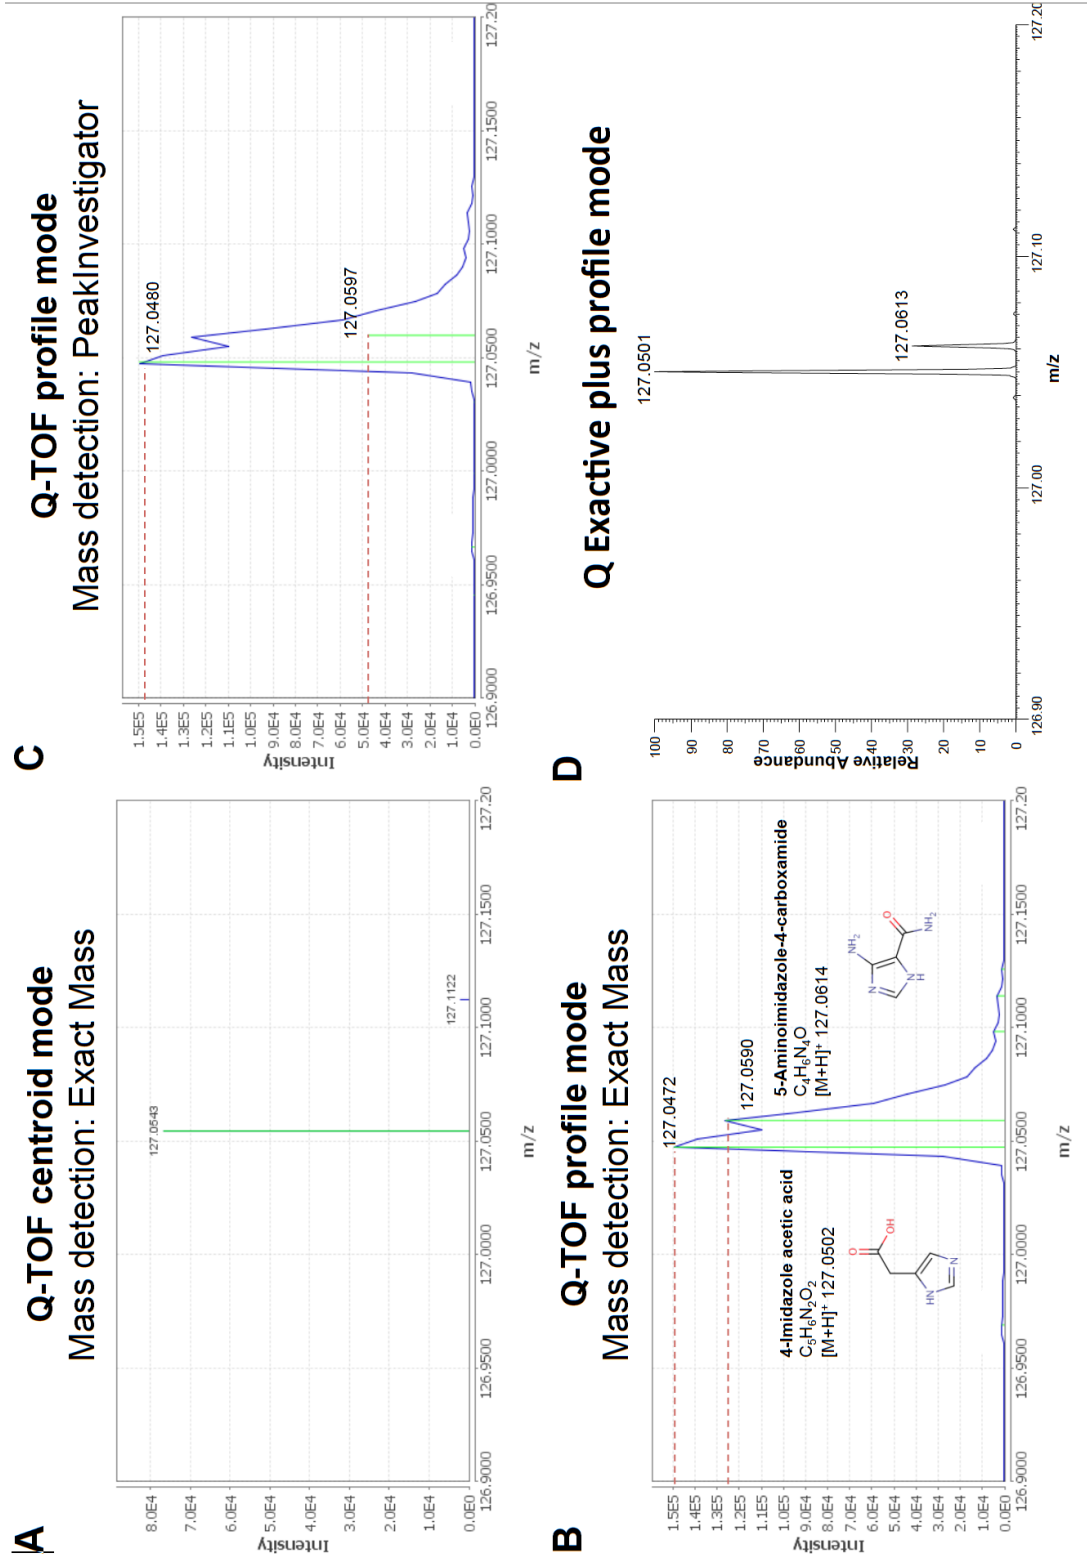 A
Q-TOF centroid mode
Mass detection: Exact Mass
Intensity
8.0E4
7.0E4
6.0E4
5.0E4
4.0E4
3.0E4
2.0E4
1.0E4
0.0E0
127.0543
127.1122
126.9000 126.9500 127.0000 127.0500 127.1000 127.1500 127.20
m/z
C
Q-TOF profile mode
Mass detection: PeakInvestigator
Intensity
1.5E5
1.4E5
1.3E5
1.2E5
1.1E5
9.0E4
8.0E4
7.0E4
6.0E4
5.0E4
4.0E4
3.0E4
2.0E4
1.0E4
0.0E0
127.0480
127.0597
126.9000 126.9500 127.0000 127.0500 127.1000 127.1500 127.20
m/z
B
Q-TOF profile mode
Mass detection: Exact Mass
Intensity
1.5E5
1.4E5
1.3E5
1.2E5
1.1E5
9.0E4
8.0E4
7.0E4
6.0E4
5.0E4
4.0E4
3.0E4
2.0E4
1.0E4
0.0E0
127.0472
127.0590
4-Imidazole acetic acid
C₅H₆N₂O₂
[M+H]⁺ 127.0502
O
OH
HN
N
5-Aminoimidazole-4-carboxamide
C₄H₆N₄O
[M+H]⁺ 127.0614
NH₂
O
N
NH₂
N
H
126.9000 126.9500 127.0000 127.0500 127.1000 127.1500 127.20
m/z
D
Q Exactive plus profile mode
Relative Abundance
100
90
80
70
60
50
40
30
20
10
0
127.0501
127.0613
126.90 127.00 127.10 127.20
m/z